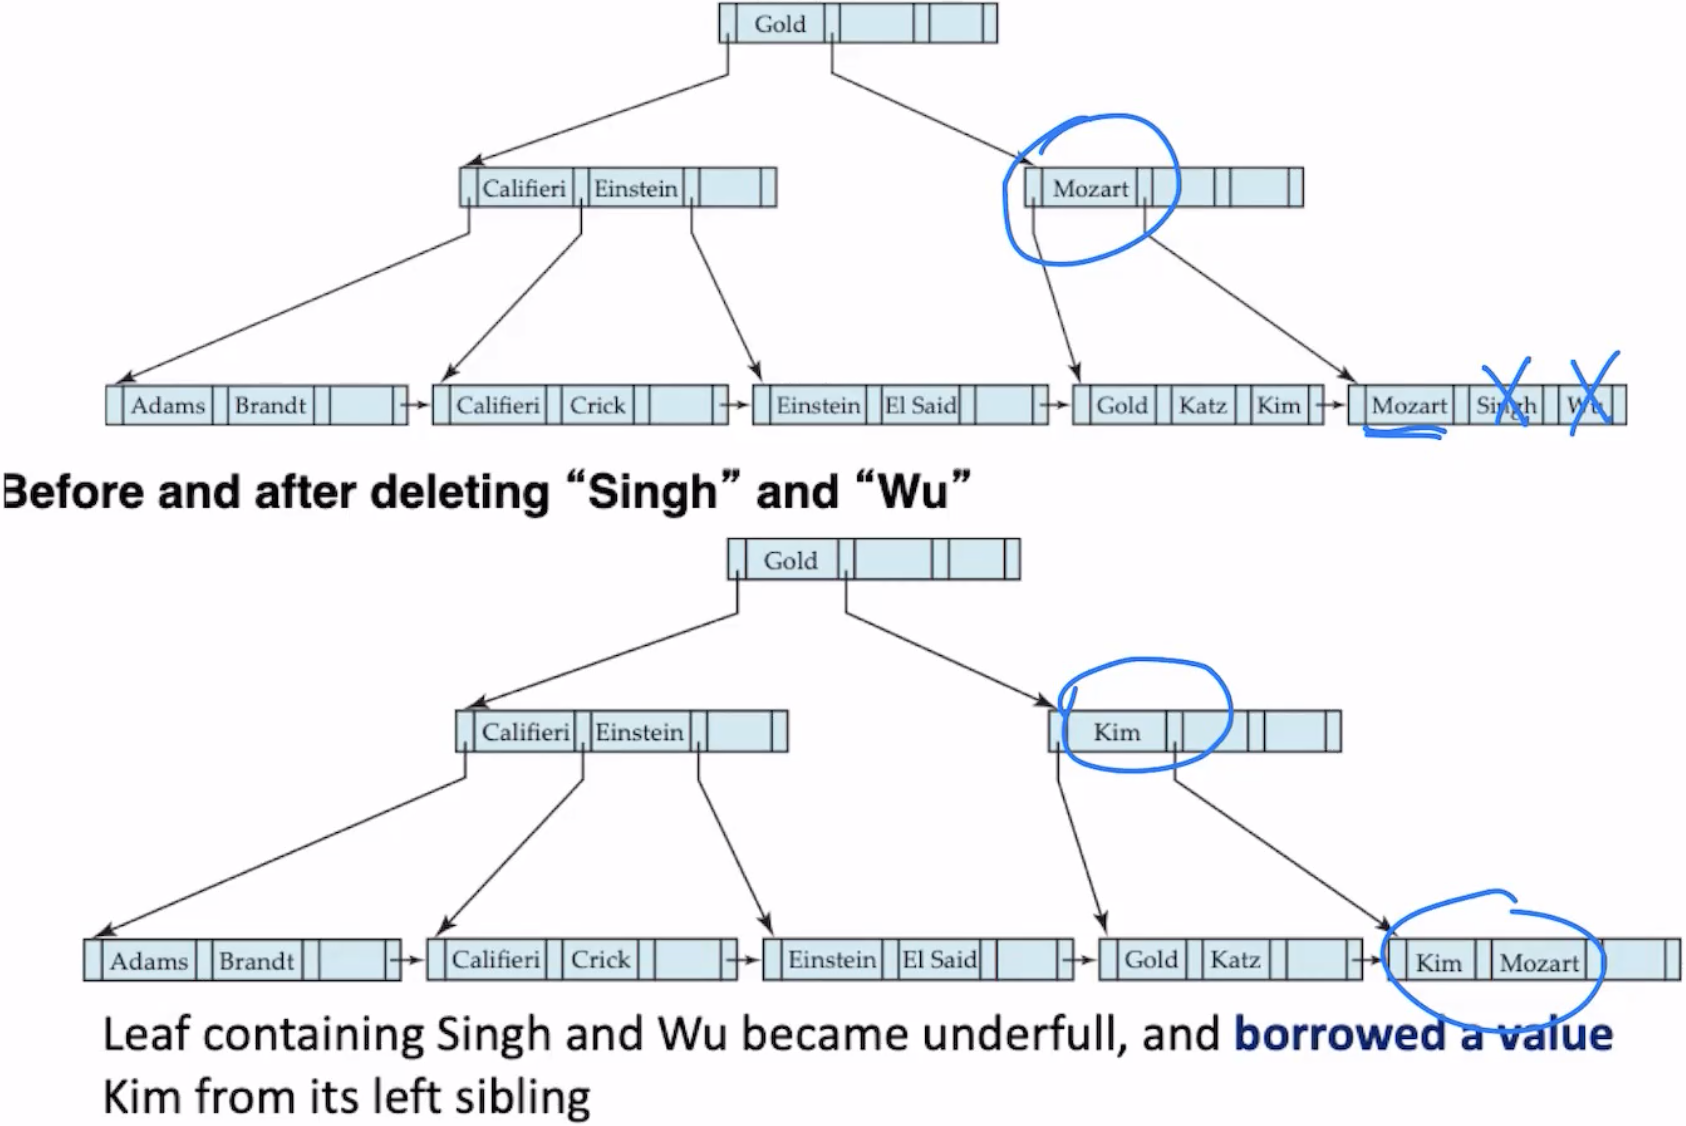 Gold
Califieri Einstein Mozart
Adams Brandt Califieri Crick Einstein El Said Gold Katz Kim Mozart Singh Wu
Before and after deleting “Singh” and “Wu”
Gold
Califieri Einstein Kim
Adams Brandt Califieri Crick Einstein El Said Gold Katz Kim Mozart
Leaf containing Singh and Wu became underfull, and borrowed a value
Kim from its left sibling